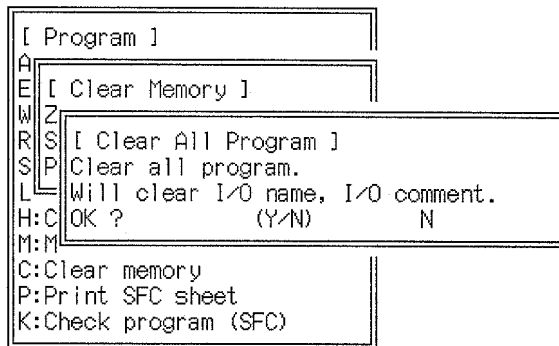 [ Program ]
A
E
[ Clear Memory ]
W
Z
R
S
[ Clear All Program ]
S
P
Clear all program.
L
Will clear I/O name, I/O comment.
H:C
OK ? (Y/N) N
M:M
C:Clear memory
P:Print SFC sheet
K:Check program (SFC)